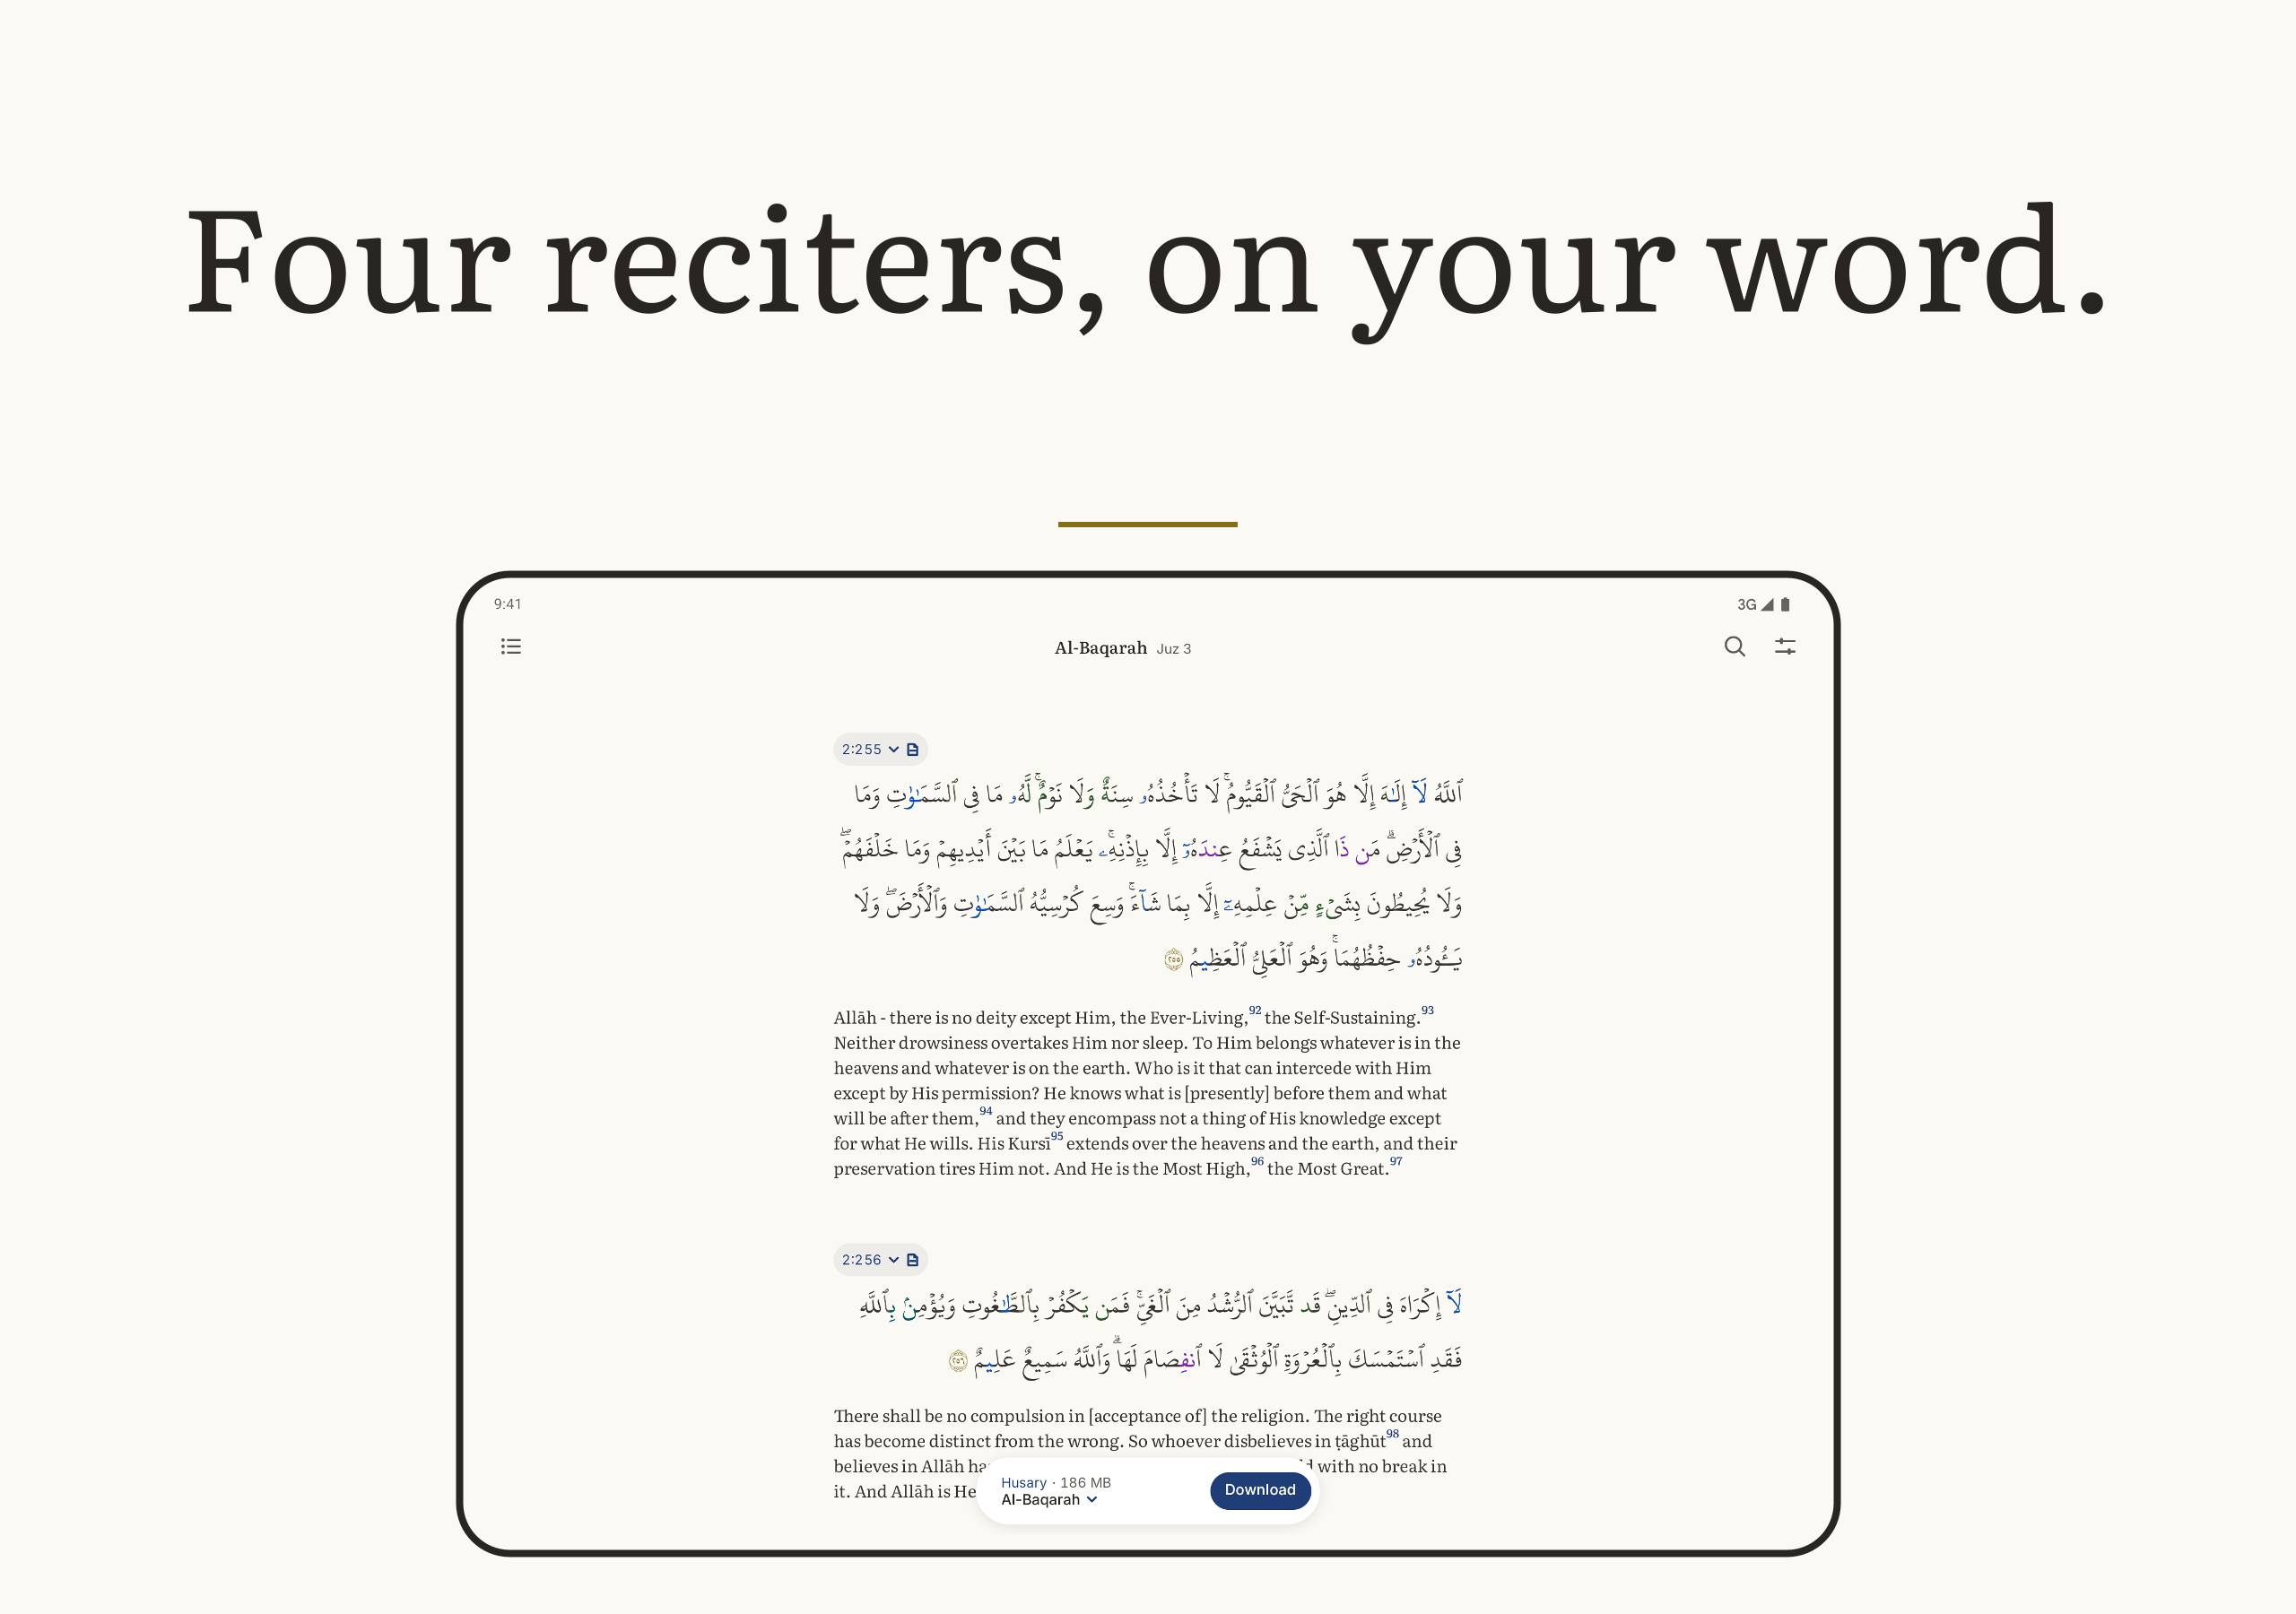 Four reciters, on your word.
9:41
3G
Al-Baqarah Juz 3
2:255
ٱللَّهُ لَآ إِلَـٰهَ إِلَّا هُوَ ٱلْحَىُّ ٱلْقَيُّومُ ۚ لَا تَأْخُذُهُۥ سِنَةٌ وَلَا نَوْمٌ ۚ لَّهُۥ مَا فِى ٱلسَّمَـٰوَٰتِ وَمَا
فِى ٱلْأَرْضِ ۗ مَن ذَا ٱلَّذِى يَشْفَعُ عِندَهُۥٓ إِلَّا بِإِذْنِهِۦ ۚ يَعْلَمُ مَا بَيْنَ أَيْدِيهِمْ وَمَا خَلْفَهُمْ ۖ
وَلَا يُحِيطُونَ بِشَىْءٍ مِّنْ عِلْمِهِۦٓ إِلَّا بِمَا شَآءَ ۚ وَسِعَ كُرْسِيُّهُ ٱلسَّمَـٰوَٰتِ وَٱلْأَرْضَ ۖ وَلَا
يَـُٔودُهُۥ حِفْظُهُمَا ۚ وَهُوَ ٱلْعَلِىُّ ٱلْعَظِيمُ ٢٥٥
Allāh - there is no deity except Him, the Ever-Living,92 the Self-Sustaining.93
Neither drowsiness overtakes Him nor sleep. To Him belongs whatever is in the
heavens and whatever is on the earth. Who is it that can intercede with Him
except by His permission? He knows what is [presently] before them and what
will be after them,94 and they encompass not a thing of His knowledge except
for what He wills. His Kursī95 extends over the heavens and the earth, and their
preservation tires Him not. And He is the Most High,96 the Most Great.97
2:256
لَآ إِكْرَاهَ فِى ٱلدِّينِ ۖ قَد تَّبَيَّنَ ٱلرُّشْدُ مِنَ ٱلْغَىِّ ۚ فَمَن يَكْفُرْ بِٱلطَّـٰغُوتِ وَيُؤْمِنۢ بِٱللَّهِ
فَقَدِ ٱسْتَمْسَكَ بِٱلْعُرْوَةِ ٱلْوُثْقَىٰ لَا ٱنفِصَامَ لَهَا ۗ وَٱللَّهُ سَمِيعٌ عَلِيمٌ ٢٥٦
There shall be no compulsion in [acceptance of] the religion. The right course
has become distinct from the wrong. So whoever disbelieves in ṭāghūt98 and
believes in Allāh with no break in
it. And Allāh is
Husary · 186 MB
Al-Baqarah
Download